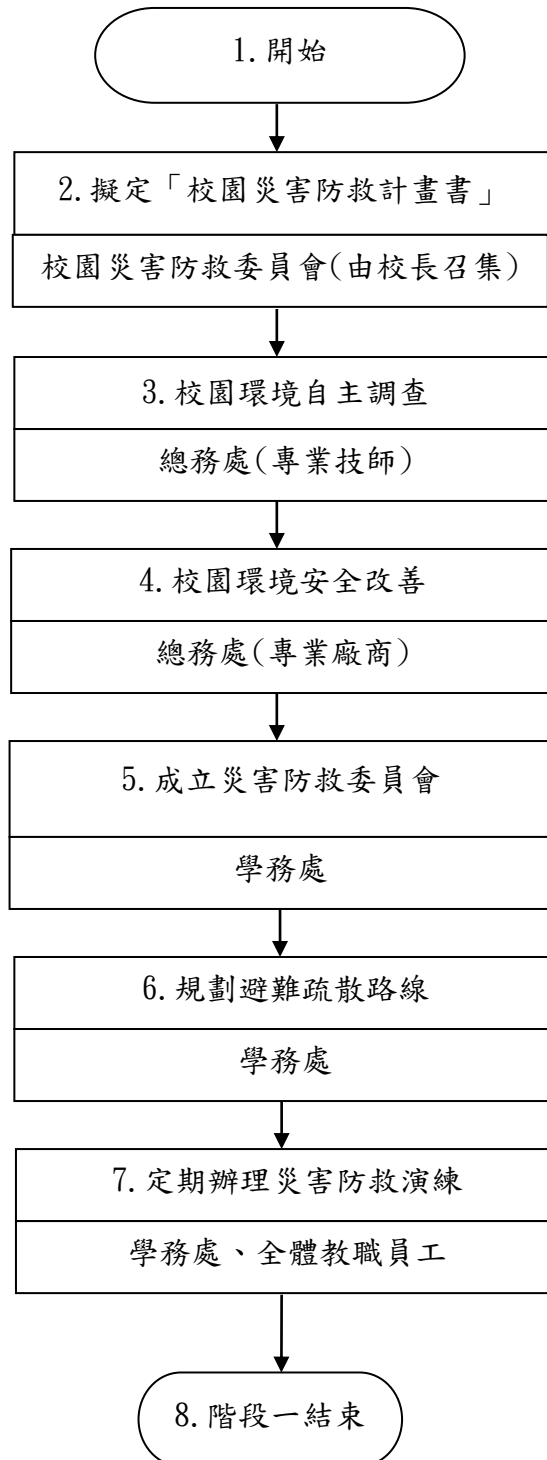 1.開始
2.擬定「校園災害防救計畫書」
校園災害防救委員會(由校長召集)
3.校園環境自主調查
總務處(專業技師)
4.校園環境安全改善
總務處(專業廠商)
5.成立災害防救委員會
學務處
6.規劃避難疏散路線
學務處
7.定期辦理災害防救演練
學務處、全體教職員工
8.階段一結束